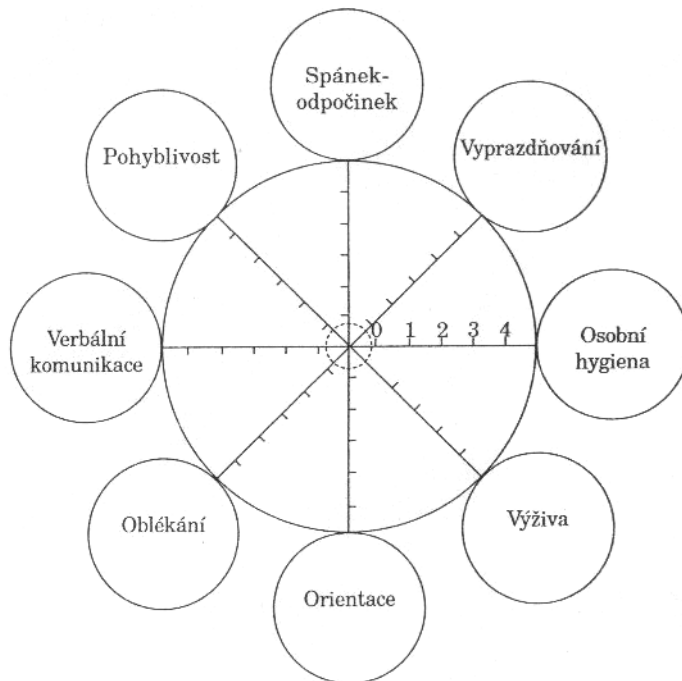 Spánek-
odpočinek
Pohyblivost
Vyprazdňování
0 1 2 3 4
Verbální
komunikace
Osobní
hygiena
Oblékání
Výživa
Orientace